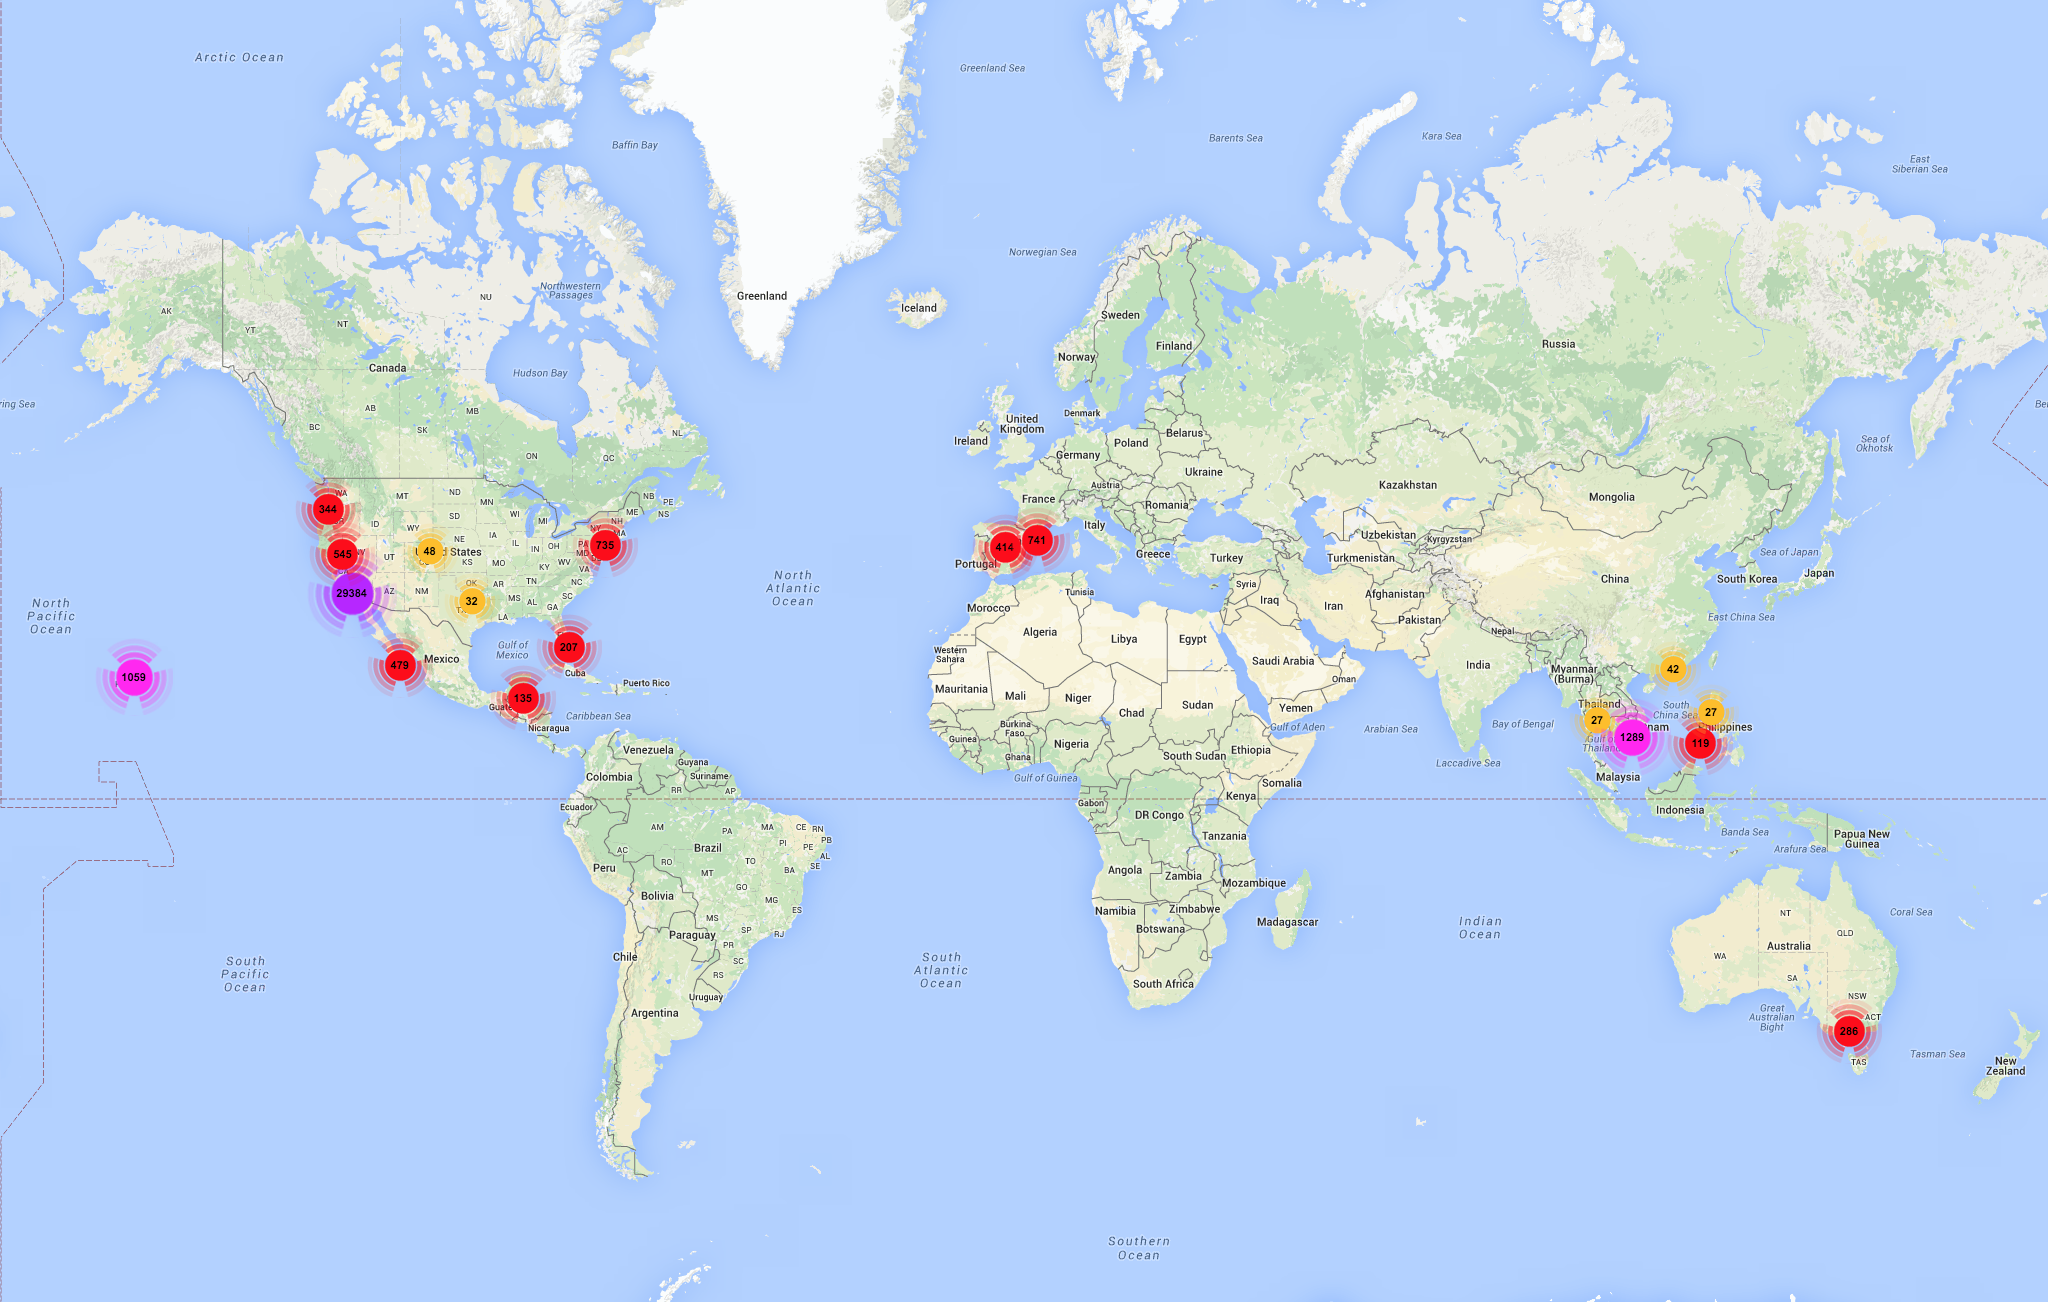 Arctic Ocean
Greenland Sea
Baffin Bay
Barents Sea
Kara Sea
East
Siberian Sea
Norwegian Sea
Northwestern
Passages
NU
Greenland
Iceland
AK
YT
NT
Sweden
Finland
Norway
Russia
Canada
Hudson Bay
ring Sea
Be
AB
MB
BC
SK
ON
QC
NL
Denmark
United
Kingdom
Ireland
Belarus
Poland
Germany
Ukraine
Austria
France
Romania
Italy
Kazakhstan
Mongolia
Sea of
Okhotsk
WA
MT
ND
MN
SD
WI
MI
ID
WY
NB
PE
NS
ME
NH
NY
MA
344
545
48
United States
735
NE
IA
IL
IN
OH
PA
MD
UT
KS
MO
KY
WV
VA
29384
AZ
NM
OK
AR
TN
NC
SC
MS
AL
GA
LA
32
414
741
Portugal
Greece
Turkey
Uzbekistan
Kyrgyzstan
Turkmenistan
Sea of Japan
Japan
South Korea
China
North
Pacific
Ocean
North
Atlantic
Ocean
Tunisia
Morocco
Syria
Iraq
Iran
Afghanistan
Pakistan
East China Sea
Nepal
Algeria
Libya
Egypt
Western
Sahara
Saudi Arabia
Oman
India
Myanmar
(Burma)
42
1059
479
Mexico
Gulf of
Mexico
207
Cuba
Puerto Rico
135
Guate
Caribbean Sea
Nicaragua
Mauritania
Mali
Niger
Chad
Sudan
Yemen
Gulf of Aden
Arabian Sea
Bay of Bengal
Thailand
27
Gulf of
Thailand
1289
nam
South
China Sea
27
Philippines
119
Burkina
Faso
Guinea
Ghana
Nigeria
Gulf of Guinea
South Sudan
Ethiopia
Somalia
Laccadive Sea
Malaysia
Venezuela
Guyana
Suriname
Colombia
RR
AP
Ecuador
Gabon
Kenya
DR Congo
Tanzania
Indonesia
Banda Sea
Arafura Sea
Papua New
Guinea
AM
PA
MA
CE
RN
PB
PI
PE
AL
SE
AC
RO
TO
BA
Brazil
Peru
MT
GO
Bolivia
MG
ES
MS
SP
RJ
Paraguay
PR
SC
RS
Chile
Uruguay
Argentina
Angola
Zambia
Mozambique
Namibia
Zimbabwe
Botswana
Madagascar
South Africa
Indian
Ocean
South
Pacific
Ocean
South
Atlantic
Ocean
Coral Sea
NT
QLD
Australia
WA
SA
NSW
ACT
Great
Australian
Bight
286
TAS
Tasman Sea
New
Zealand
Southern
Ocean